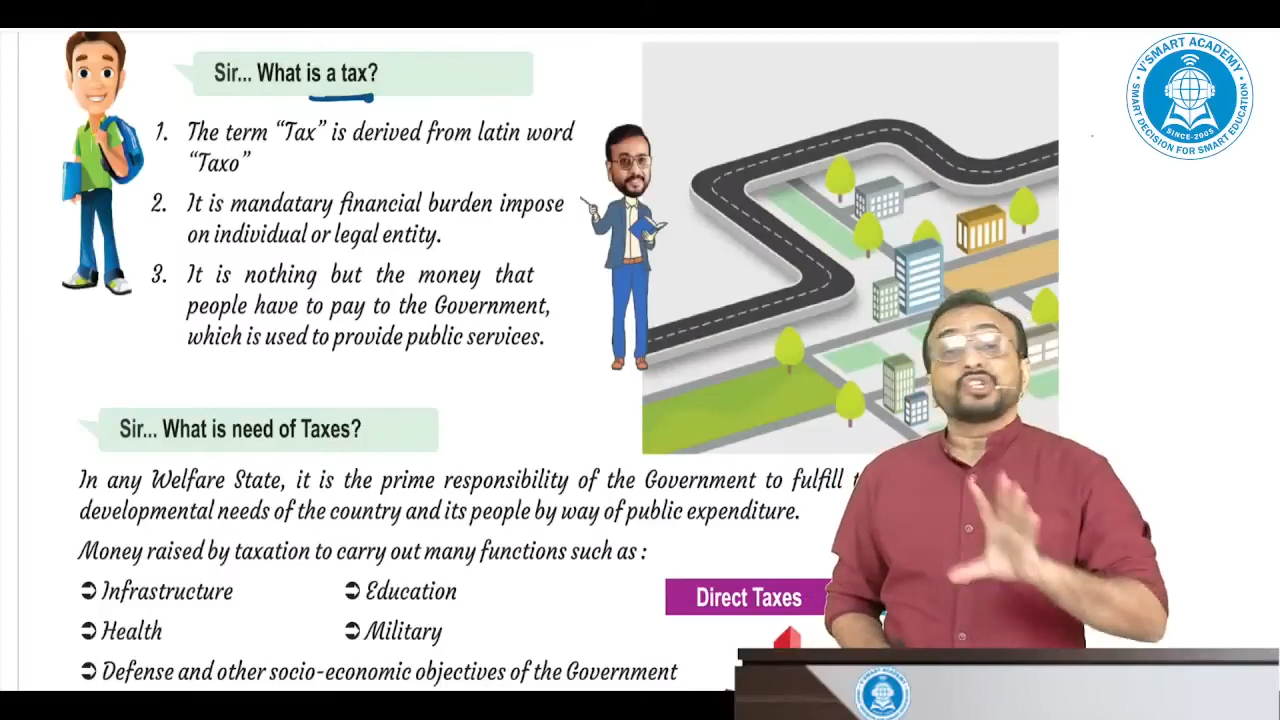 Sir... What is a tax?
1. The term “Tax” is derived from latin word
“Taxo”
2. It is mandatary financial burden impose
on individual or legal entity.
3. It is nothing but the money that
people have to pay to the Government,
which is used to provide public services.
Sir... What is need of Taxes?
In any Welfare State, it is the prime responsibility of the Government to fulfill
developmental needs of the country and its people by way of public expenditure.
Money raised by taxation to carry out many functions such as :
➲ Infrastructure ➲ Education
➲ Health ➲ Military
➲ Defense and other socio-economic objectives of the Government
Direct Taxes
V'SMART ACADEMY
SMART DECISION FOR SMART EDUCATION
SINCE-2005